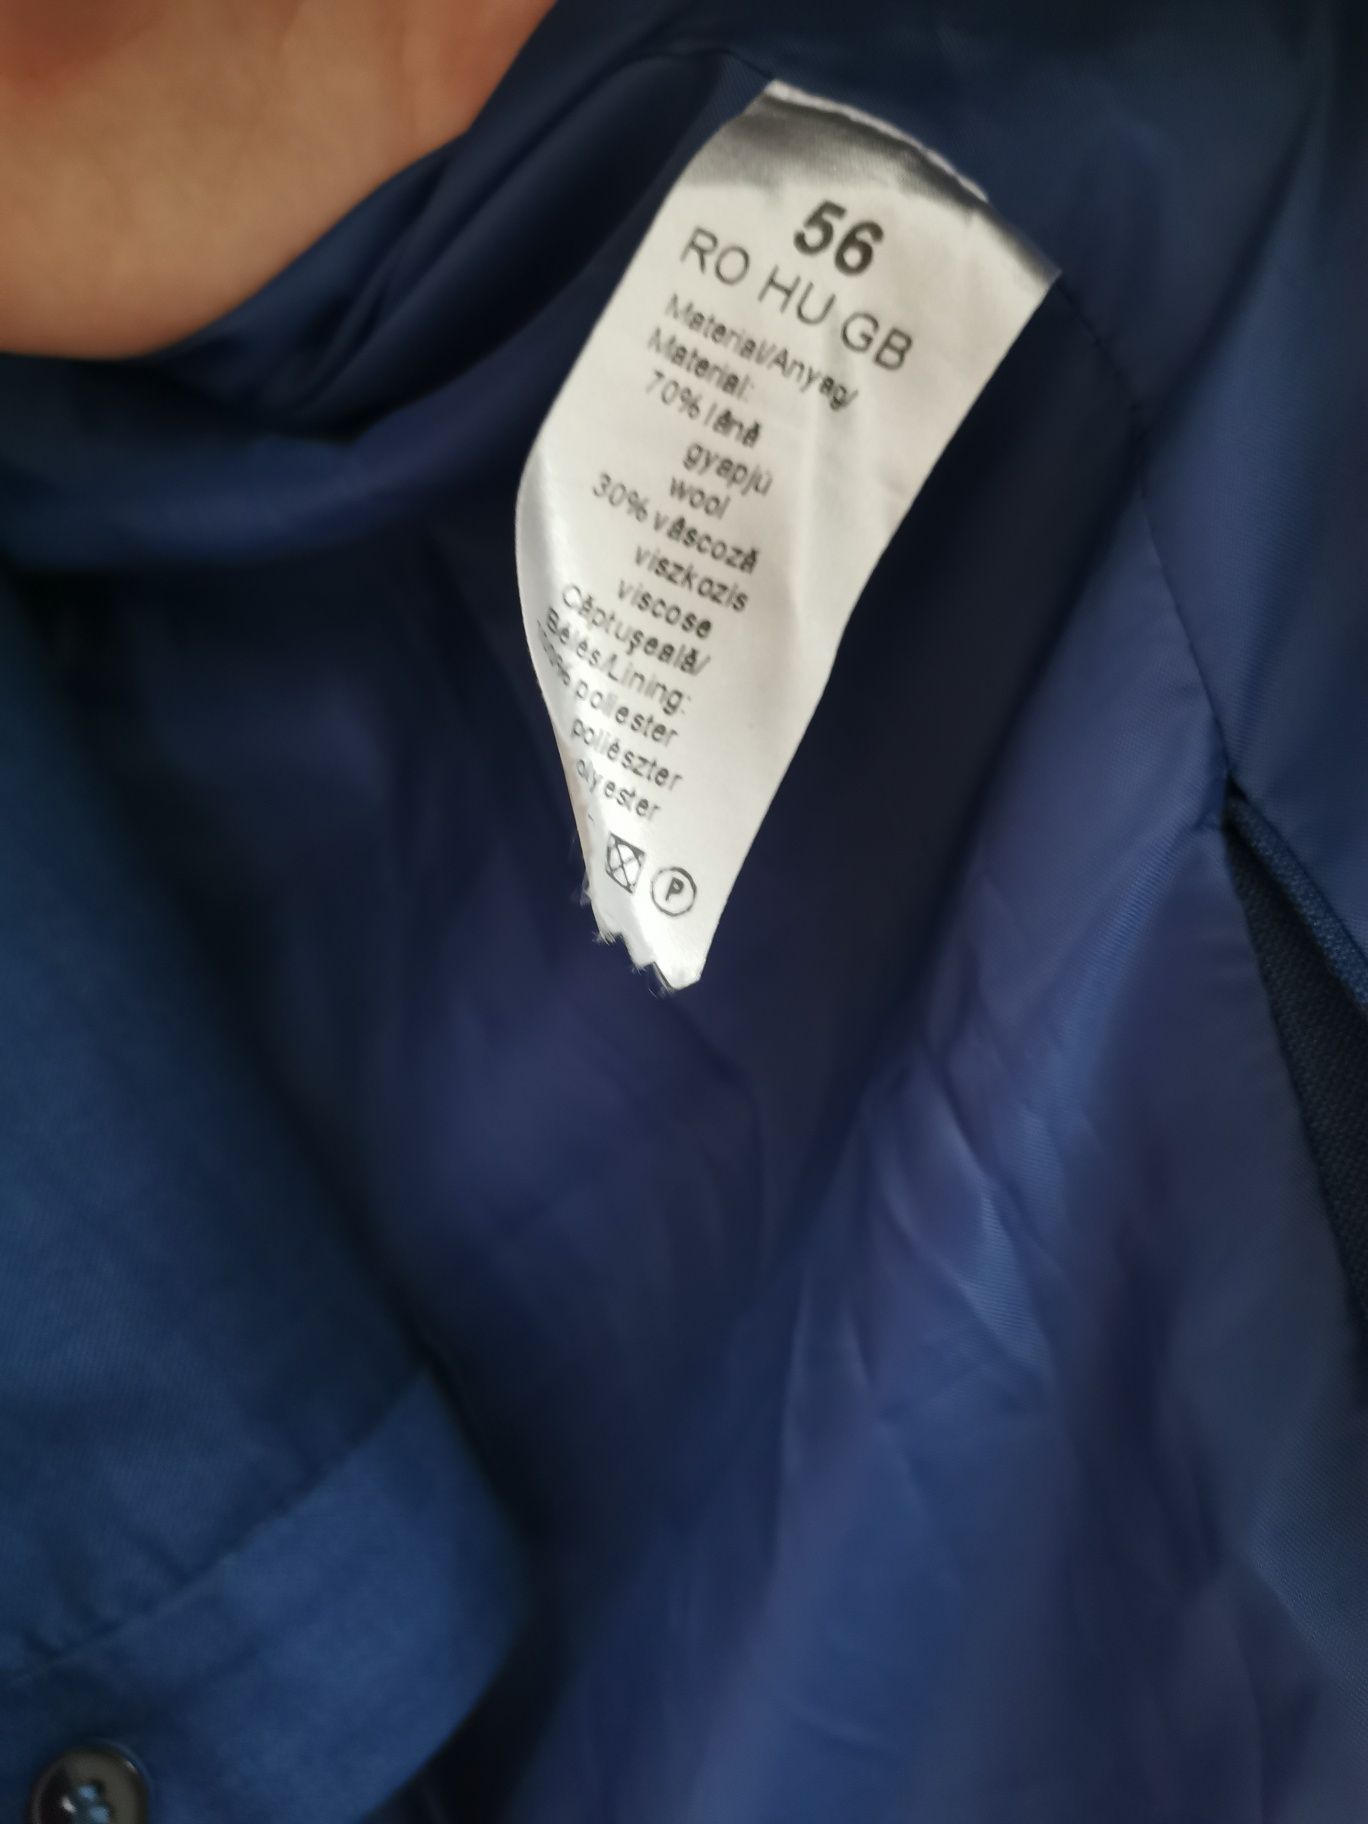 56
RO HU GB
Material/Anyag/
Material:
70% lână
gyapjú
wool
30% vâscoză
viszkozis
viscose
Căptuşeală/
Bélés/Lining:
poliester
poliészter
olyester
P